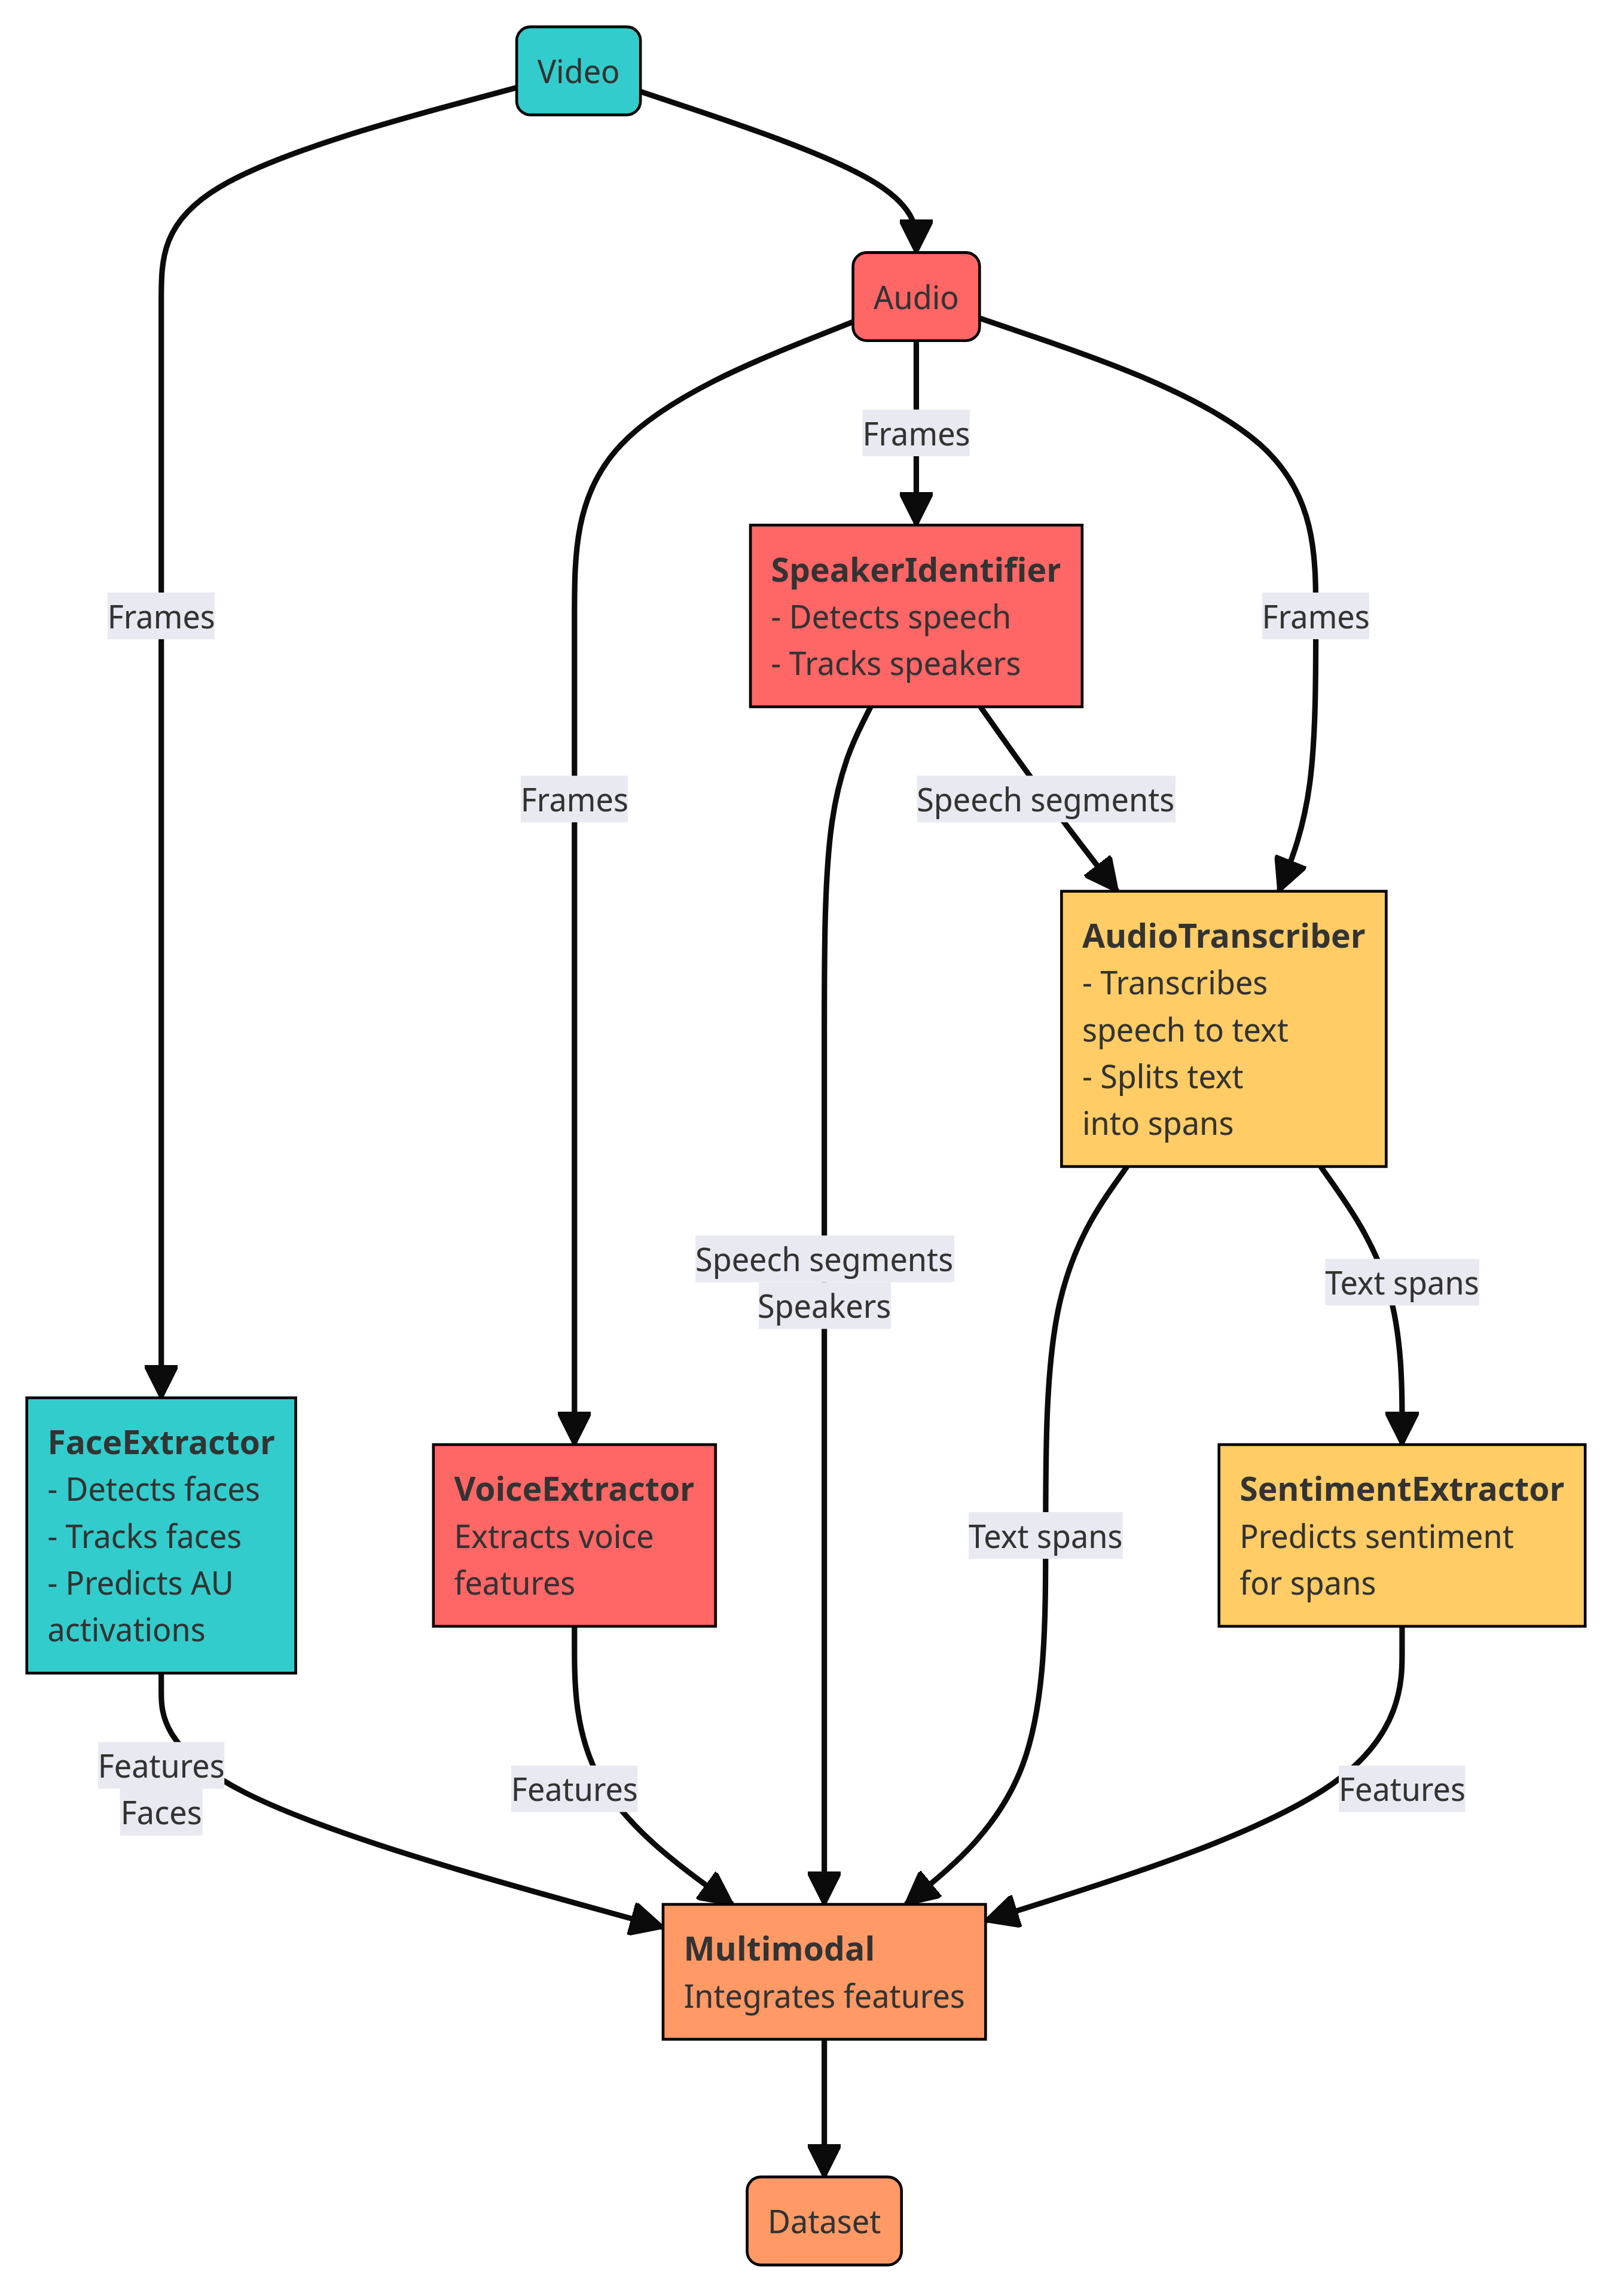 Video
Audio
Frames
SpeakerIdentifier
- Detects speech
- Tracks speakers
Frames
Frames
Frames
Speech segments
AudioTranscriber
- Transcribes
speech to text
- Splits text
into spans
Speech segments
Speakers
Text spans
FaceExtractor
- Detects faces
- Tracks faces
- Predicts AU
activations
VoiceExtractor
Extracts voice
features
Text spans
SentimentExtractor
Predicts sentiment
for spans
Features
Faces
Features
Features
Multimodal
Integrates features
Dataset